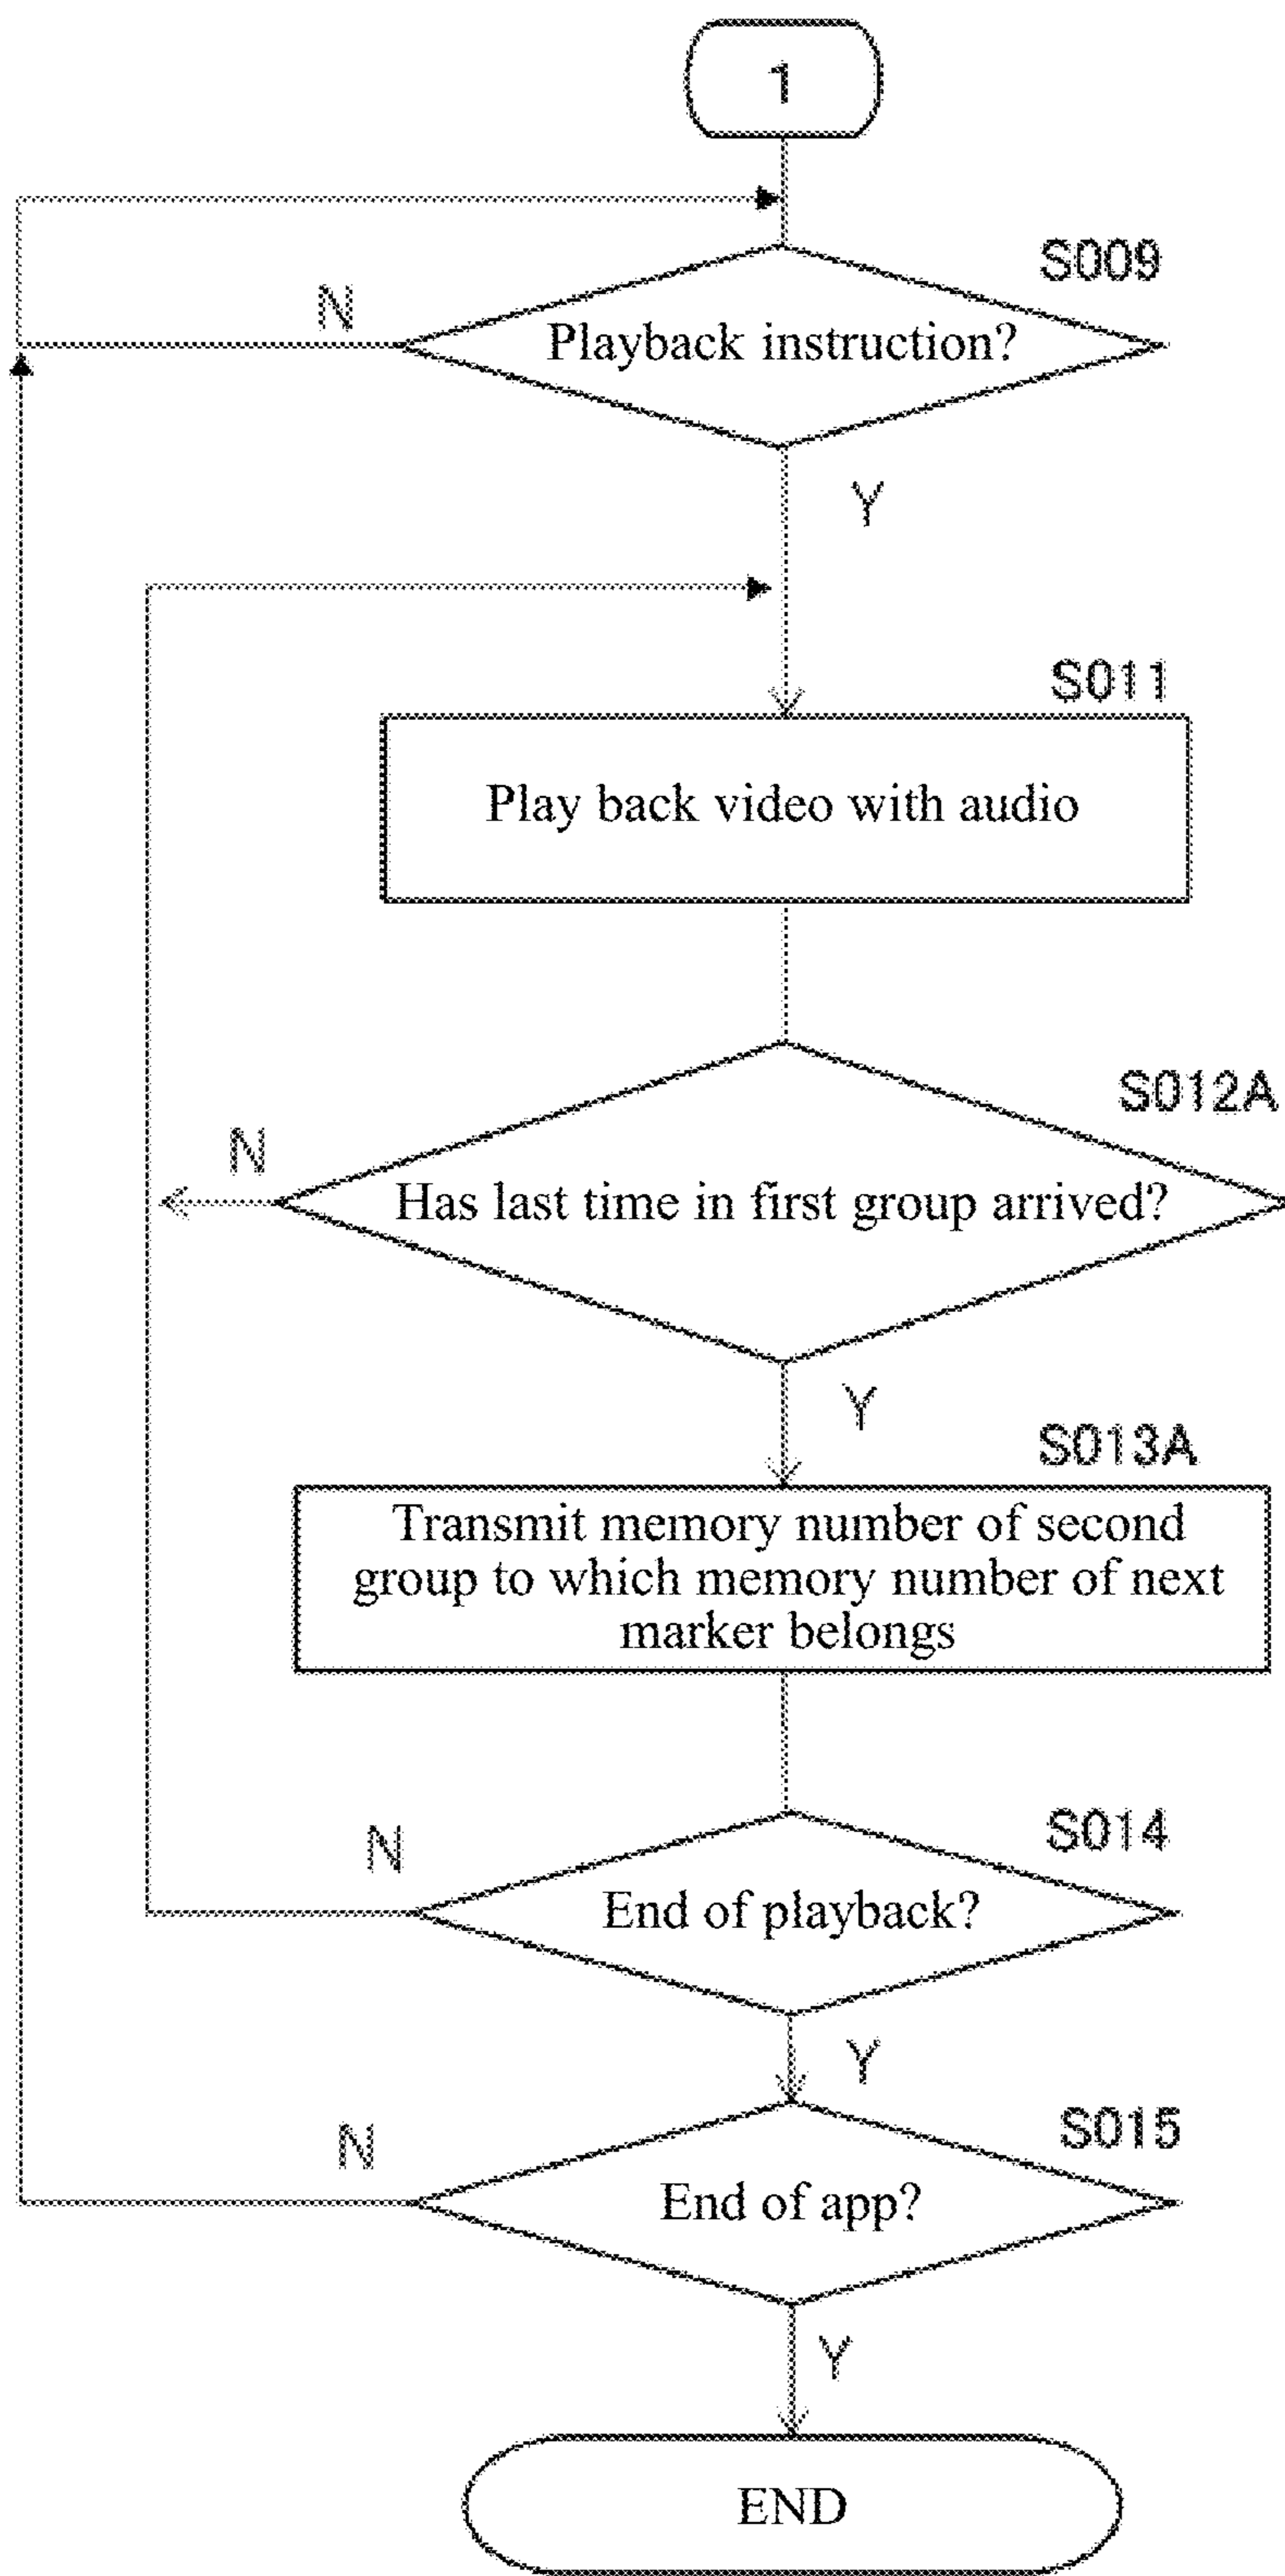 1
S009
N
Playback instruction?
Y
S011
Play back video with audio
S012A
N
Has last time in first group arrived?
Y
S013A
Transmit memory number of second
group to which memory number of next
marker belongs
S014
N
End of playback?
Y
S015
N
End of app?
Y
END